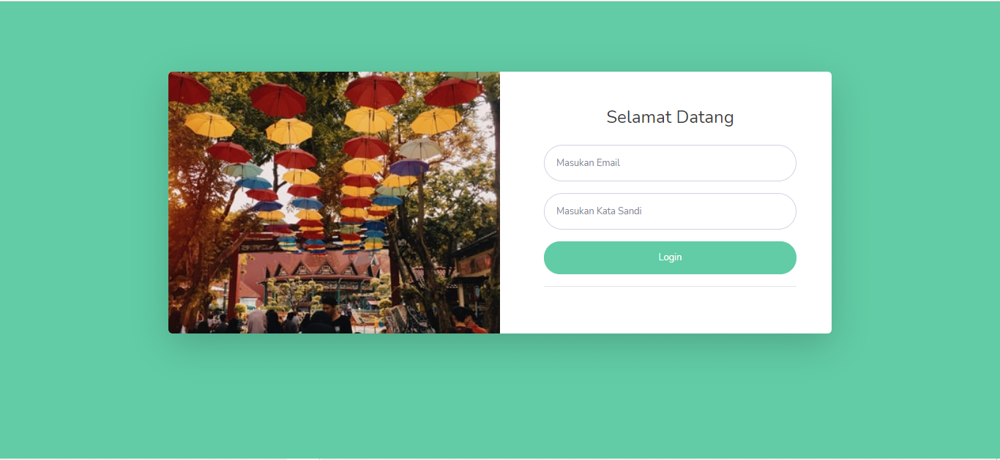 Selamat Datang
Masukan Email
Masukan Kata Sandi
Login